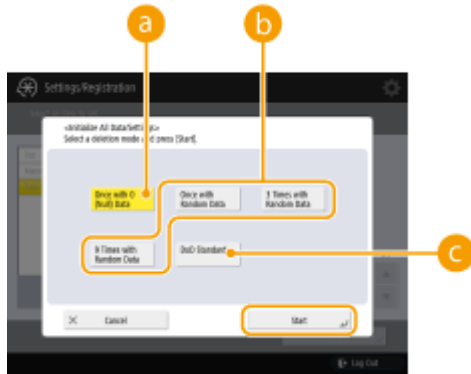 a
b
Settings/Registration
<Initialize All Data/Settings>
Select a deletion mode and press [Start].
Once with 0
(Null) Data
Once with
Random Data
3 Times with
Random Data
9 Times with
Random Data
DoD Standard
c
Cancel
Start
Log Out